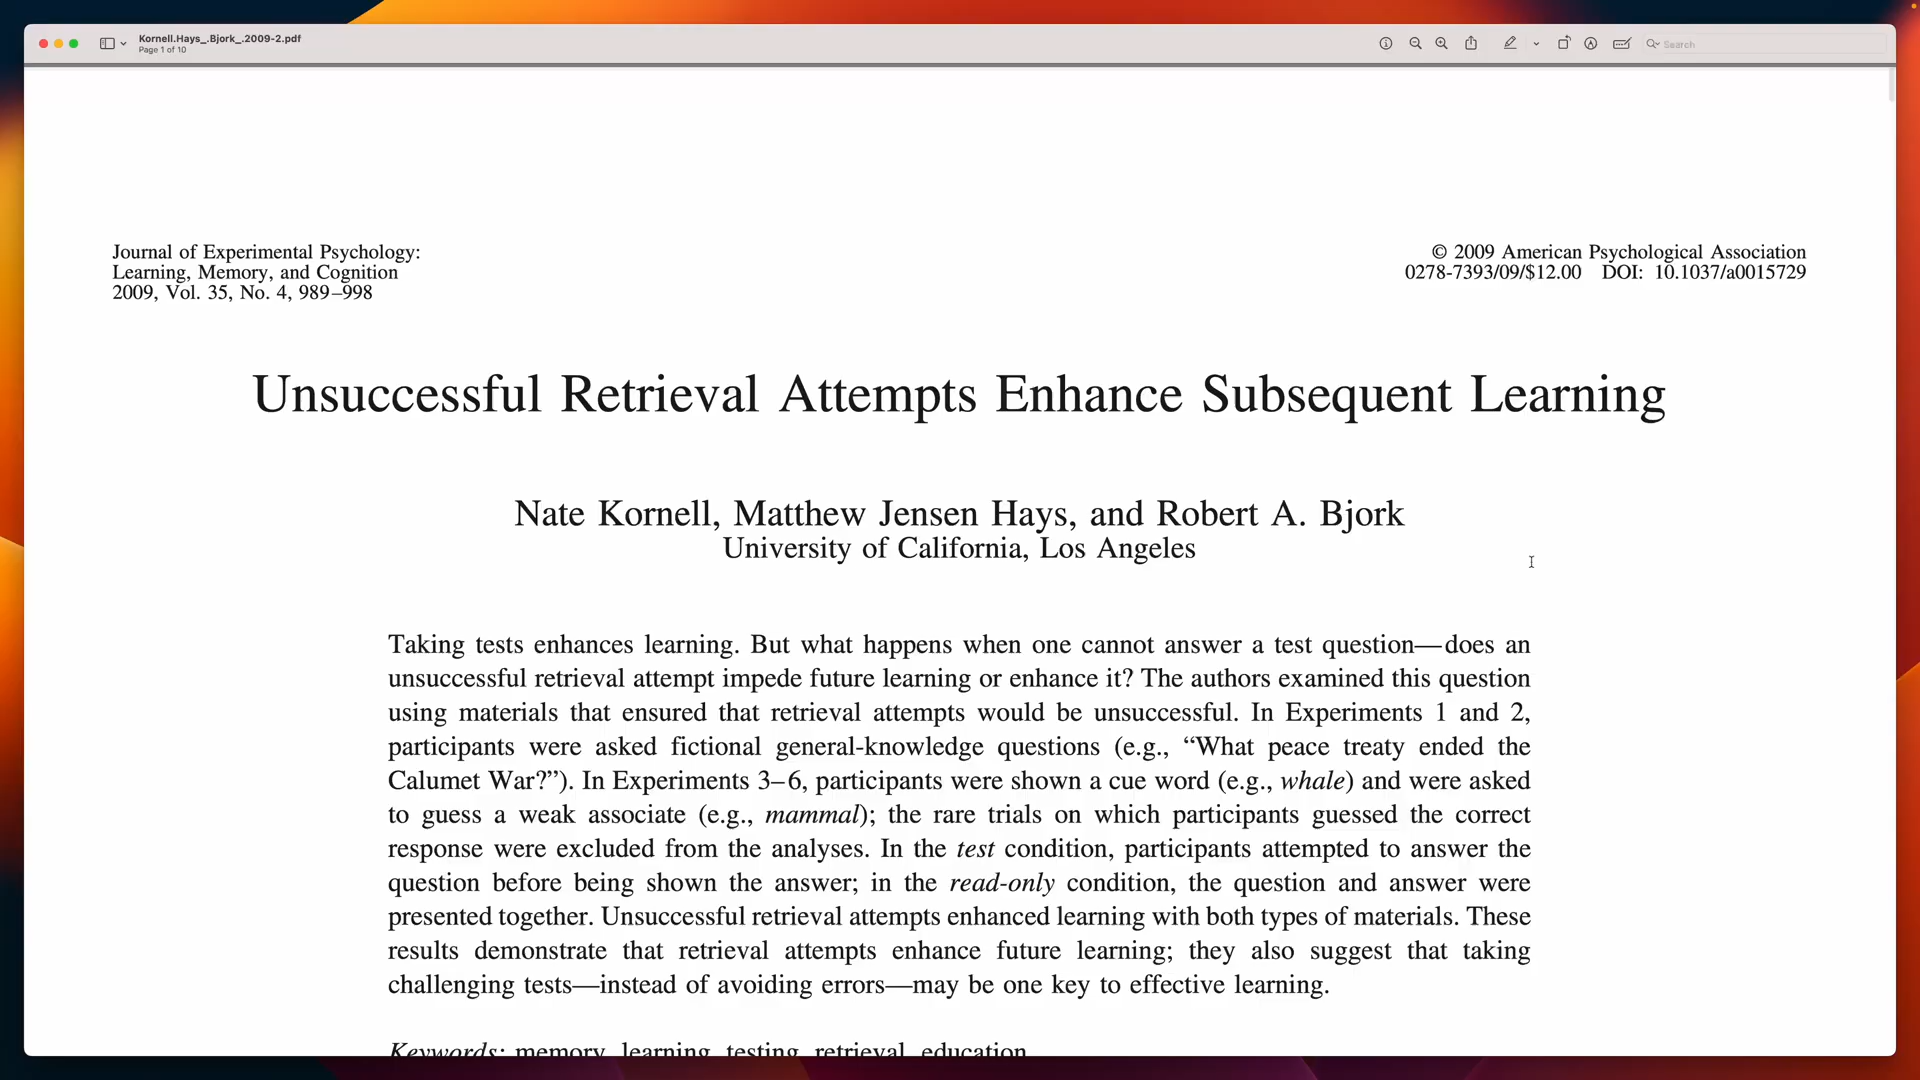 Kornell.Hays_.Bjork_.2009-2.pdf
Page 1 of 10
Search
Journal of Experimental Psychology:
Learning, Memory, and Cognition
2009, Vol. 35, No. 4, 989–998
© 2009 American Psychological Association
0278-7393/09/$12.00 DOI: 10.1037/a0015729
Unsuccessful Retrieval Attempts Enhance Subsequent Learning
Nate Kornell, Matthew Jensen Hays, and Robert A. Bjork
University of California, Los Angeles
Taking tests enhances learning. But what happens when one cannot answer a test question—does an
unsuccessful retrieval attempt impede future learning or enhance it? The authors examined this question
using materials that ensured that retrieval attempts would be unsuccessful. In Experiments 1 and 2,
participants were asked fictional general-knowledge questions (e.g., “What peace treaty ended the
Calumet War?”). In Experiments 3–6, participants were shown a cue word (e.g., whale) and were asked
to guess a weak associate (e.g., mammal); the rare trials on which participants guessed the correct
response were excluded from the analyses. In the test condition, participants attempted to answer the
question before being shown the answer; in the read-only condition, the question and answer were
presented together. Unsuccessful retrieval attempts enhanced learning with both types of materials. These
results demonstrate that retrieval attempts enhance future learning; they also suggest that taking
challenging tests—instead of avoiding errors—may be one key to effective learning.
Keywords: memory, learning, testing, retrieval, education